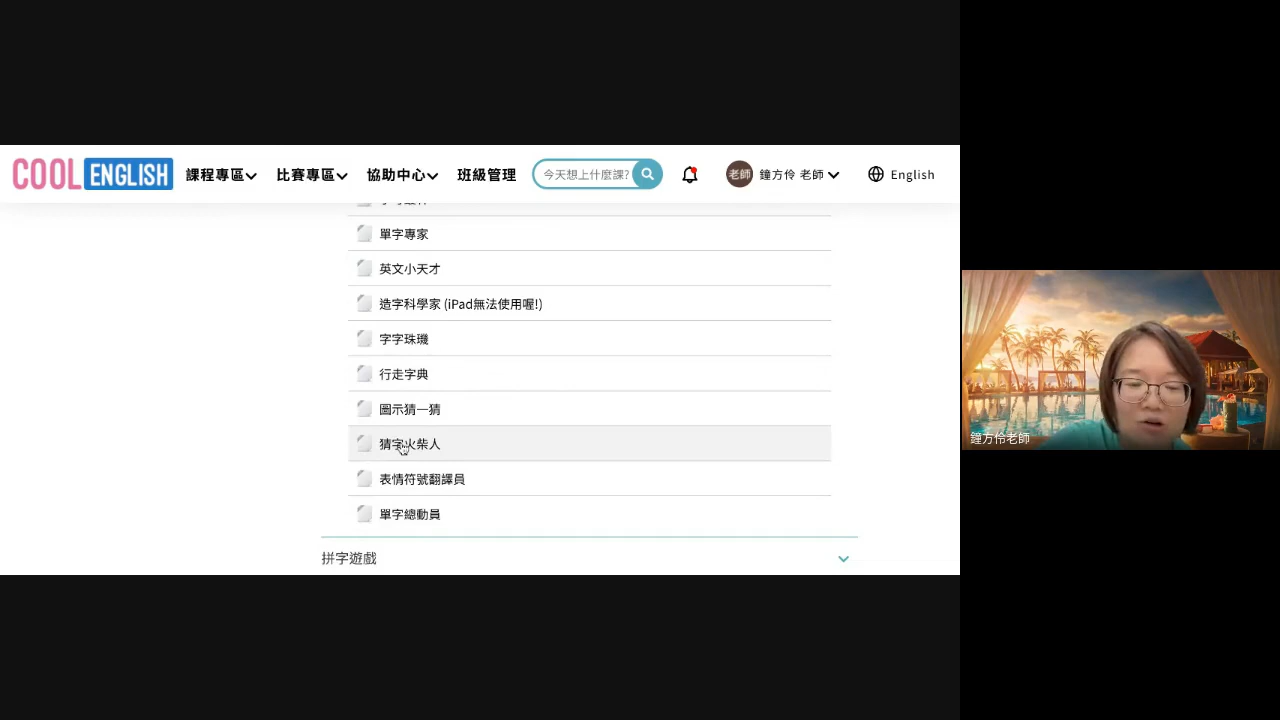 COOL ENGLISH 課程專區 比賽專區 協助中心 班級管理 今天想上什麼課? 老師 鐘方伶 老師 English
單字專家
英文小天才
造字科學家 (iPad無法使用喔!)
字字珠璣
行走字典
圖示猜一猜
猜字火柴人
表情符號翻譯員
單字總動員
拼字遊戲
鐘方伶老師